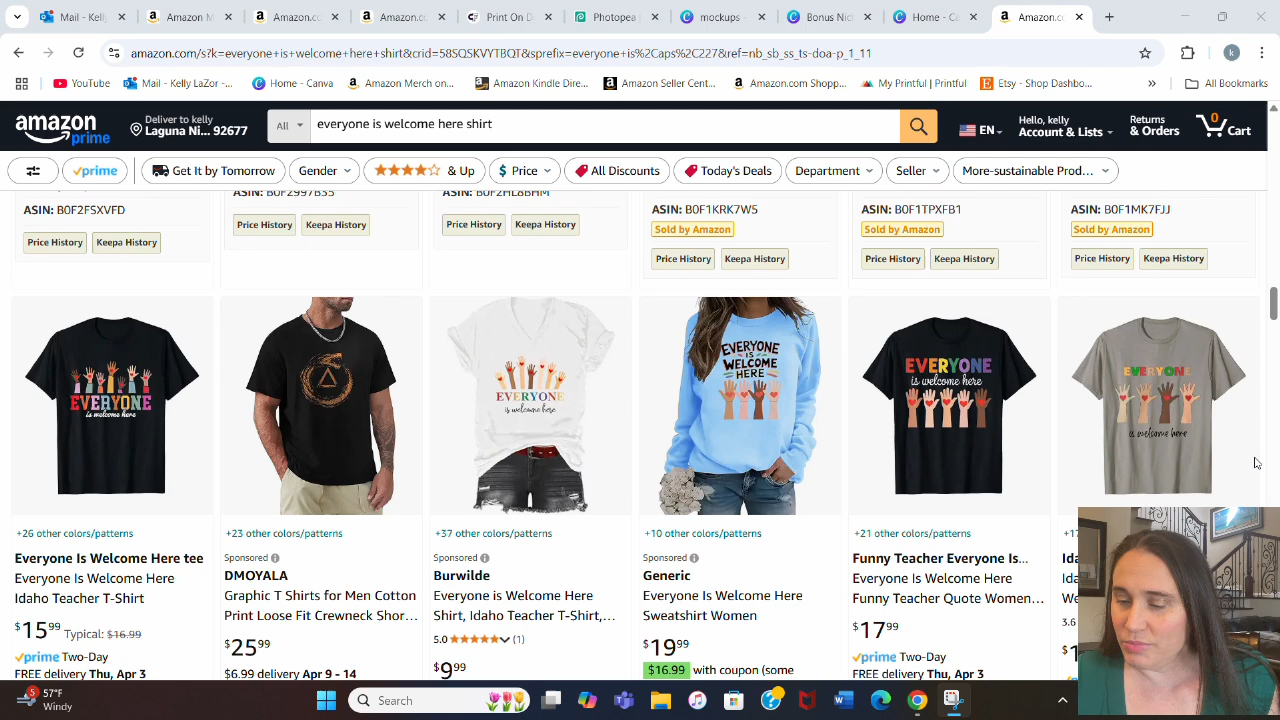 Mail - Kelly
Amazon M
Amazon.co
Amazon.co
Print On D
Photopea
mockups
Bonus Nich
Home - Ca
Amazon.co
amazon.com/s?k=everyone+is+welcome+here+shirt&crid=58SQSKVYTBQT&sprefix=everyone+is%2Caps%2C227&ref=nb_sb_ss_ts-doa-p_1_11
k
YouTube
Mail - Kelly LaZor -...
Home - Canva
Amazon Merch on...
Amazon Kindle Dire...
Amazon Seller Cent...
Amazon.com Shopp...
My Printful | Printful
Etsy - Shop Dashbo...
»
All Bookmarks
amazon prime
Deliver to kelly
Laguna Ni... 92677
All
everyone is welcome here shirt
EN
Hello, kelly
Account & Lists
Returns
& Orders
0
Cart
prime
Get It by Tomorrow
Gender
& Up
$ Price
All Discounts
Today's Deals
Department
Seller
More-sustainable Prod...
ASIN: B0F2FSXVFD
Price History
Keepa History
ASIN: B0F2997B35
Price History
Keepa History
ASIN: B0F2HL8BHM
Price History
Keepa History
ASIN: B0F1KRK7W5
Sold by Amazon
Price History
Keepa History
ASIN: B0F1TPXFB1
Sold by Amazon
Price History
Keepa History
ASIN: B0F1MK7FJJ
Sold by Amazon
Price History
Keepa History
EVERYONE
is welcome here
EVERYONE
is welcome here
EVERYONE
IS
WELCOME
HERE
EVERYONE
is welcome here
EVERYONE
is welcome here
+26 other colors/patterns
Everyone Is Welcome Here tee
Everyone Is Welcome Here
Idaho Teacher T-Shirt
$15 99 Typical: $16.99
prime Two-Day
FREE delivery Thu, Apr 3
+23 other colors/patterns
Sponsored
DMOYALA
Graphic T Shirts for Men Cotton
Print Loose Fit Crewneck Shor...
$25 99
$6.99 delivery Apr 9 - 14
+37 other colors/patterns
Sponsored
Burwilde
Everyone is Welcome Here
Shirt, Idaho Teacher T-Shirt,...
5.0 (1)
$9 99
+10 other colors/patterns
Sponsored
Generic
Everyone Is Welcome Here
Sweatshirt Women
$19 99
$16.99 with coupon (some
+21 other colors/patterns
Funny Teacher Everyone Is...
Everyone Is Welcome Here
Funny Teacher Quote Women...
$17 99
prime Two-Day
FREE delivery Thu, Apr 3
+17
Ida
We
3.6
$1
5
57°F
Windy
Search